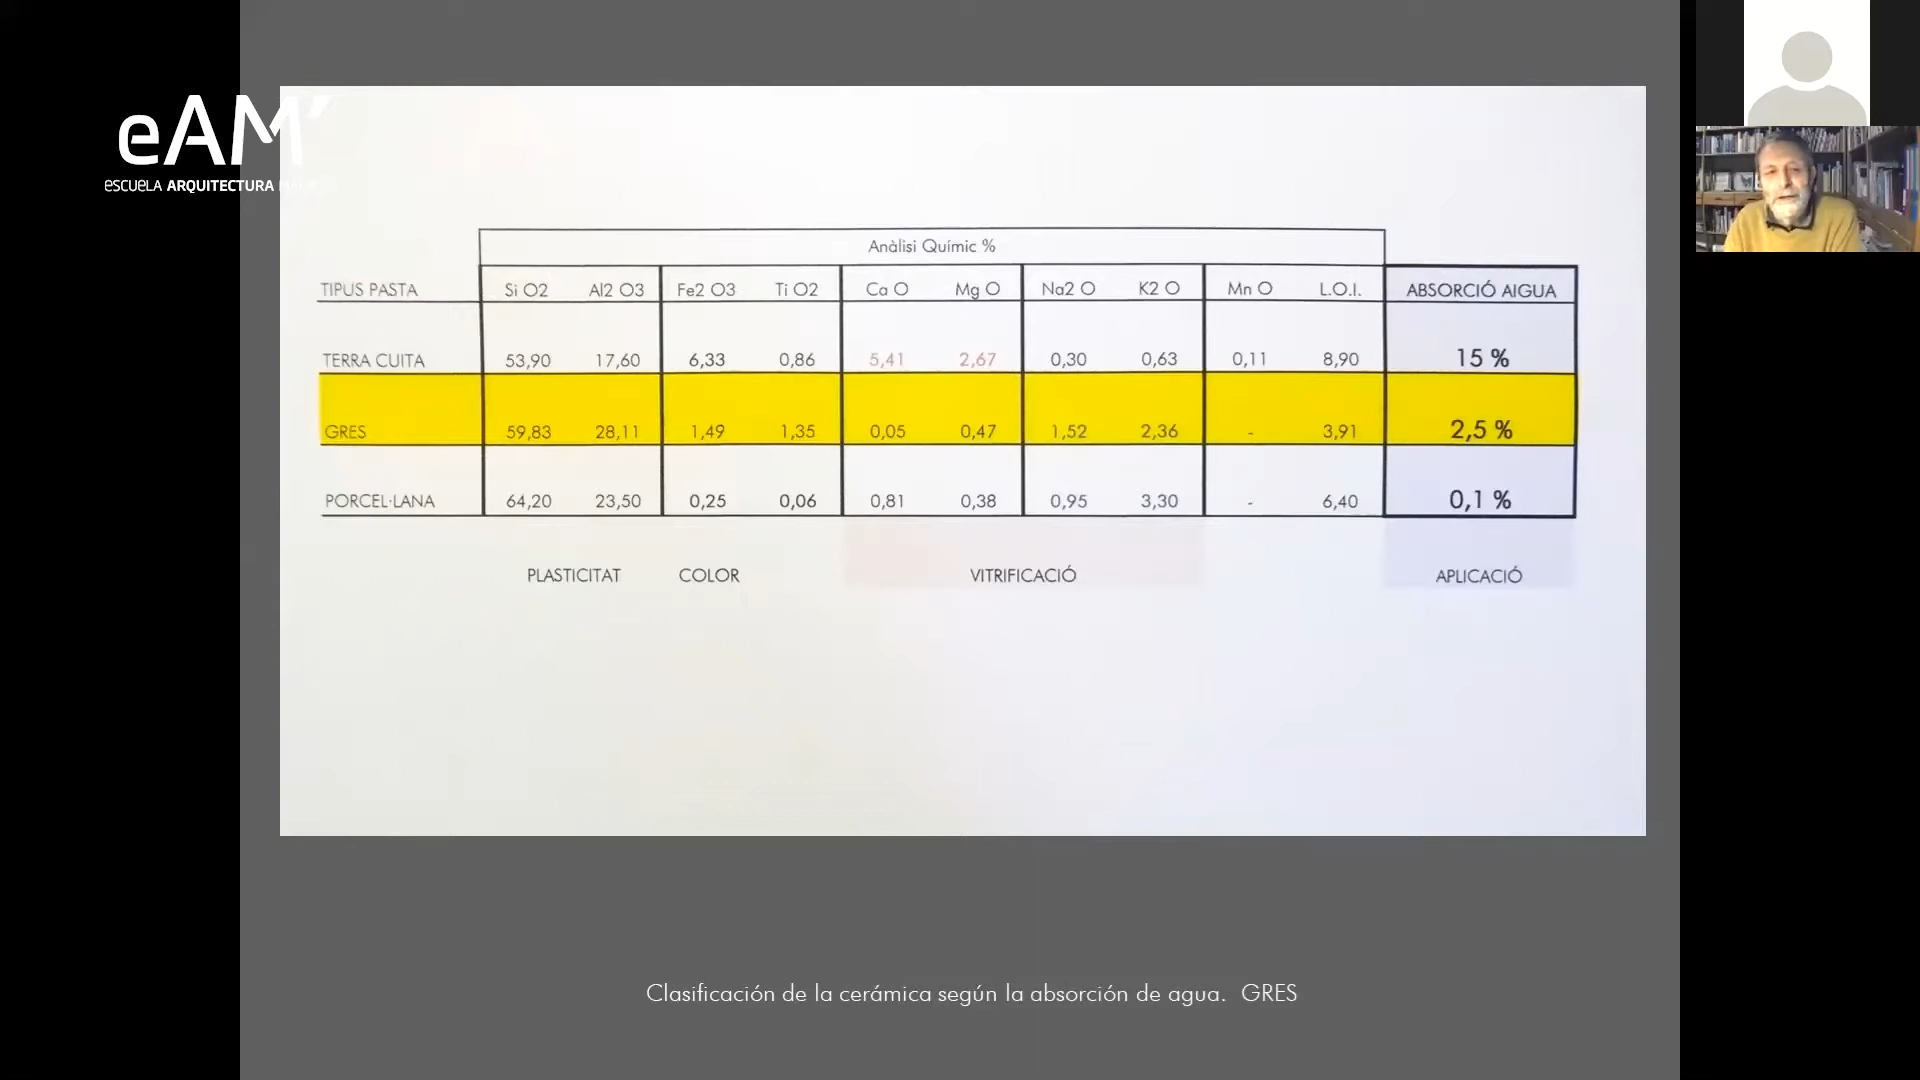 eAM'
ESCUELA ARQUITECTURA
Anàlisi Químic %
TIPUS PASTA Si O2 Al2 O3 Fe2 O3 Ti O2 Ca O Mg O Na2 O K2 O Mn O L.O.I. ABSORCIÓ AIGUA
TERRA CUITA 53,90 17,60 6,33 0,86 5,41 2,67 0,30 0,63 0,11 8,90 15 %
GRES 59,83 28,11 1,49 1,35 0,05 0,47 1,52 2,36 - 3,91 2,5 %
PORCEL·LANA 64,20 23,50 0,25 0,06 0,81 0,38 0,95 3,30 - 6,40 0,1 %
PLASTICITAT COLOR VITRIFICACIÓ APLICACIÓ
Clasificación de la cerámica según la absorción de agua. GRES